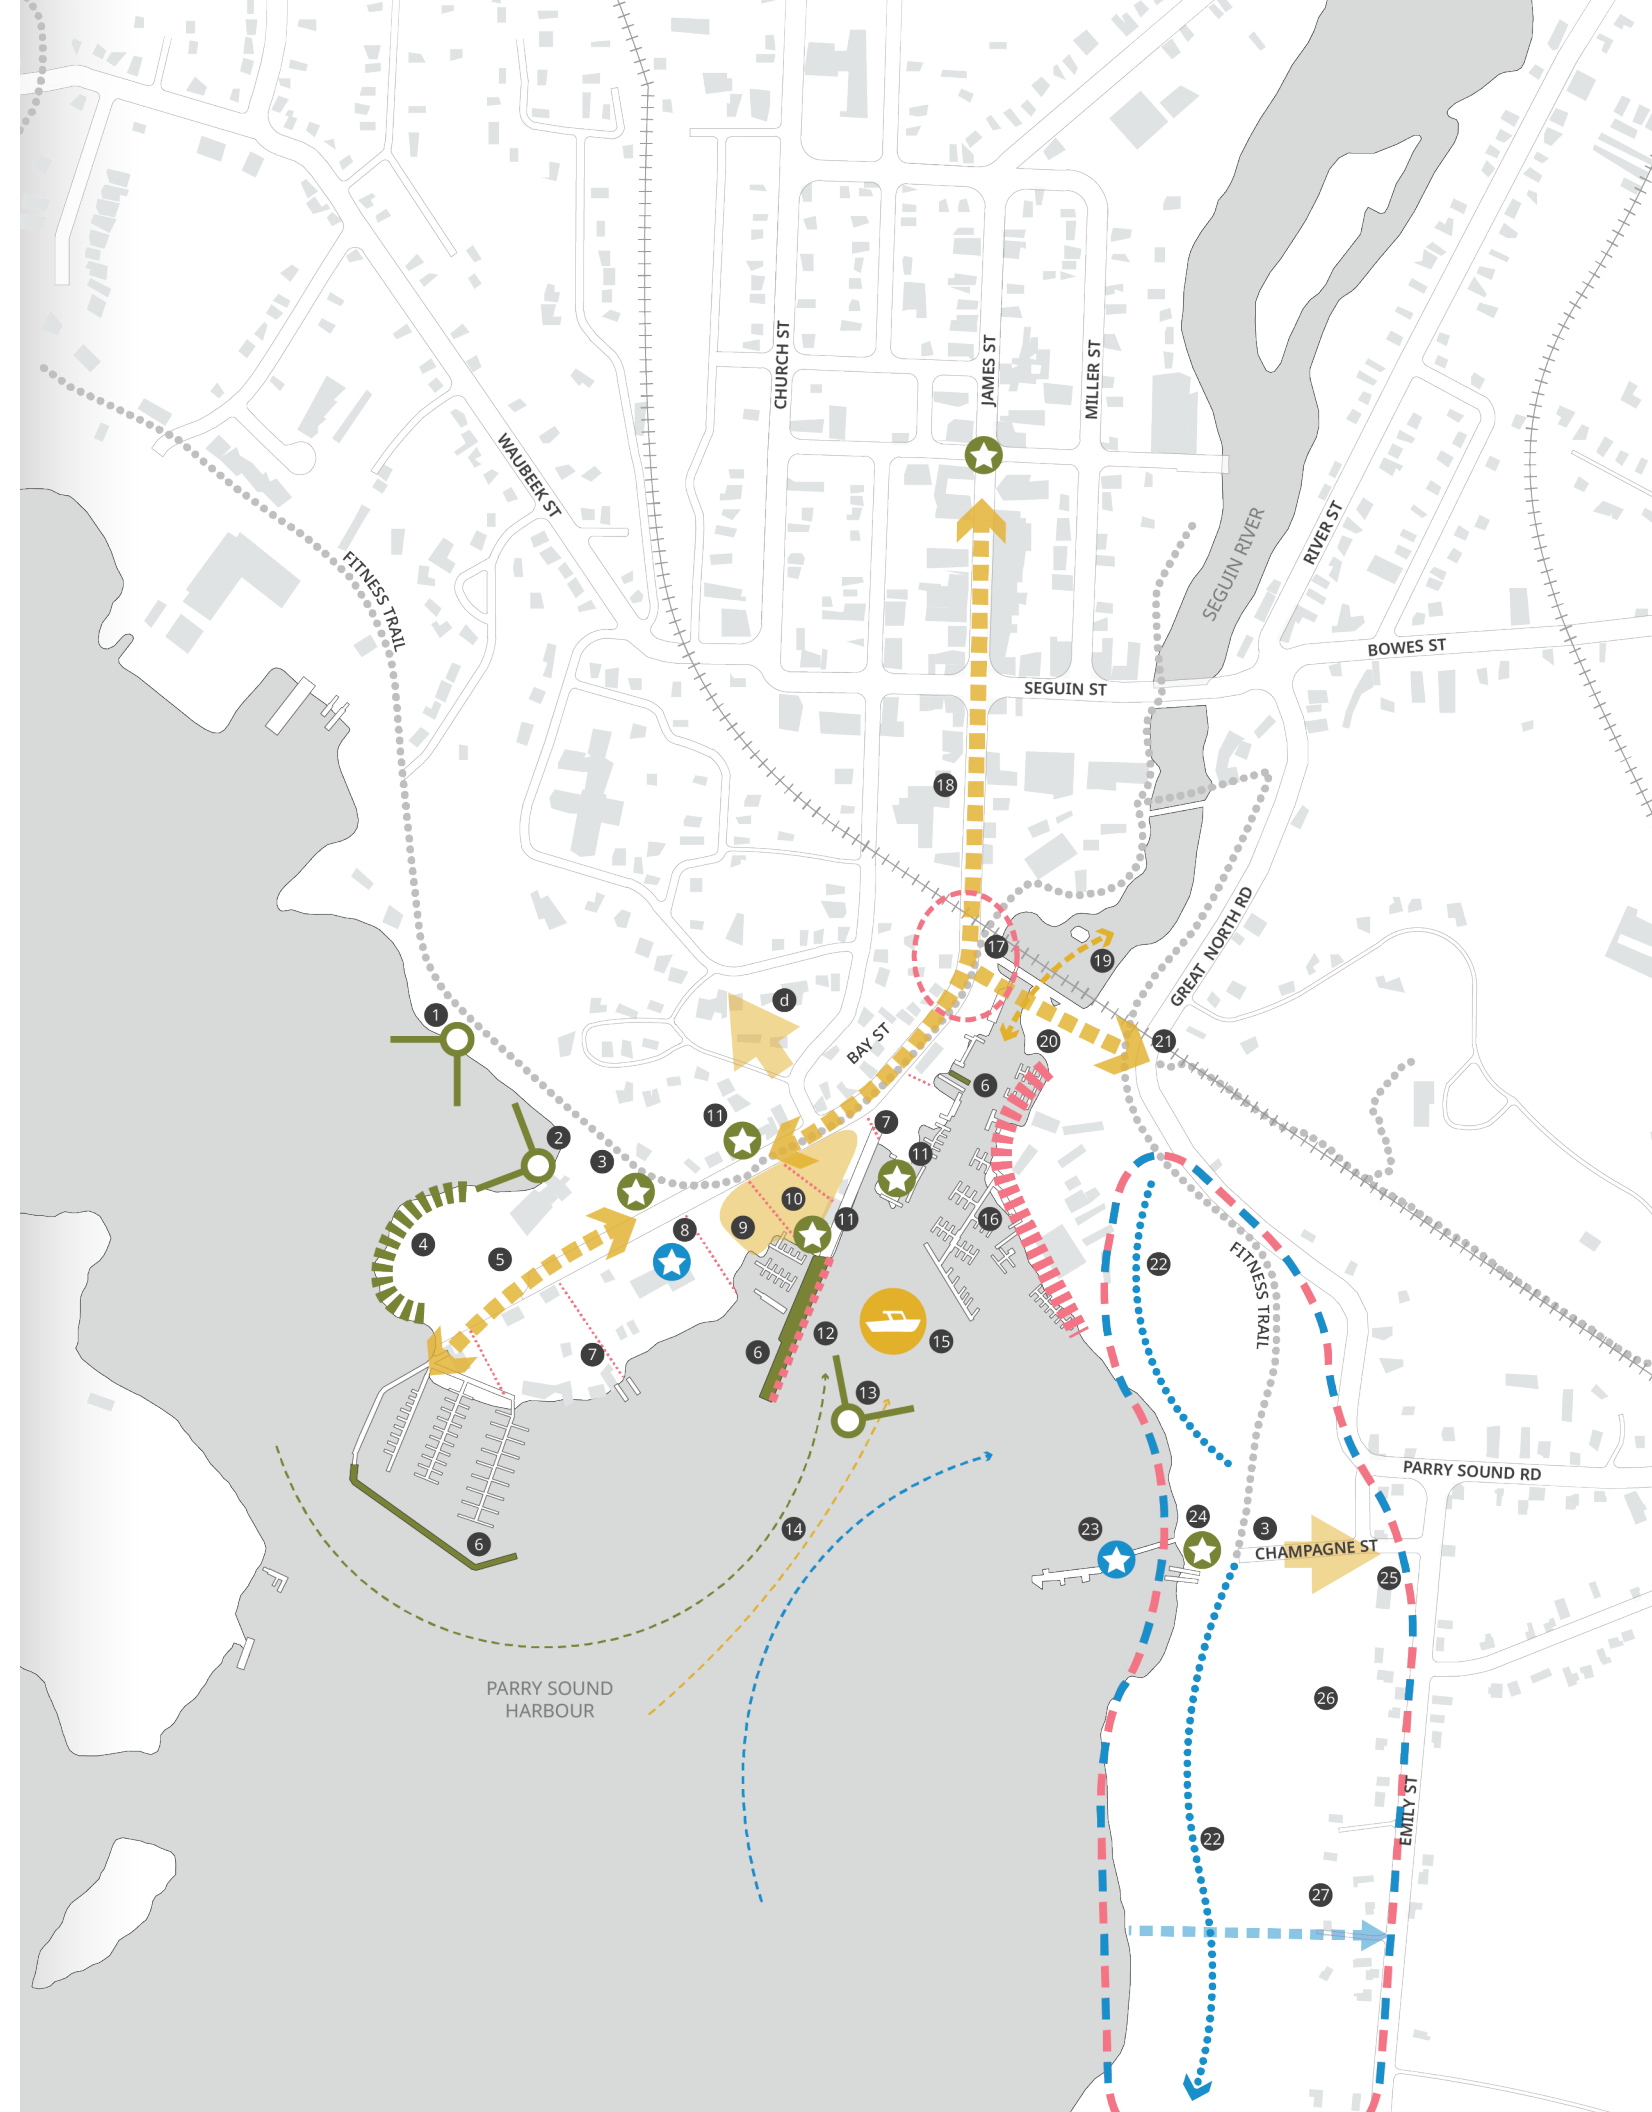 CHURCH ST
JAMES ST
MILLER ST
WAUBEEK ST
SEGUIN RIVER
RIVER ST
FITNESS TRAIL
BOWES ST
SEGUIN ST
18
GREAT NORTH RD
17
19
d
1
BAY ST
20
21
6
11
7
2
3
11
10
16
11
9
8
4
5
22
FITNESS TRAIL
12
15
6
7
13
PARRY SOUND RD
24
14
23
3
6
CHAMPAGNE ST
25
PARRY SOUND
HARBOUR
26
EMILY ST
22
27